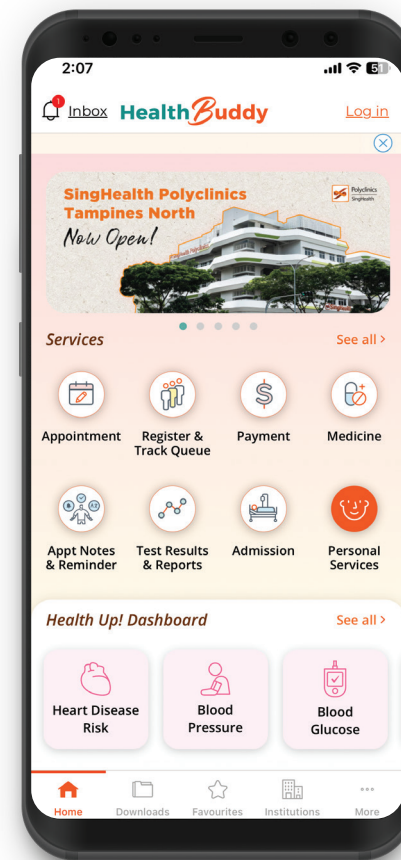 2:07
51
1
Inbox
HealthBuddy
Log in
SingHealth Polyclinics
Tampines North
Now Open!
Polyclinics
SingHealth
Services
See all >
Appointment
Register &
Track Queue
Payment
Medicine
Appt Notes
& Reminder
Test Results
& Reports
Admission
Personal
Services
Health Up! Dashboard
See all >
Heart Disease
Risk
Blood
Pressure
Blood
Glucose
Home
Downloads
Favourites
Institutions
More